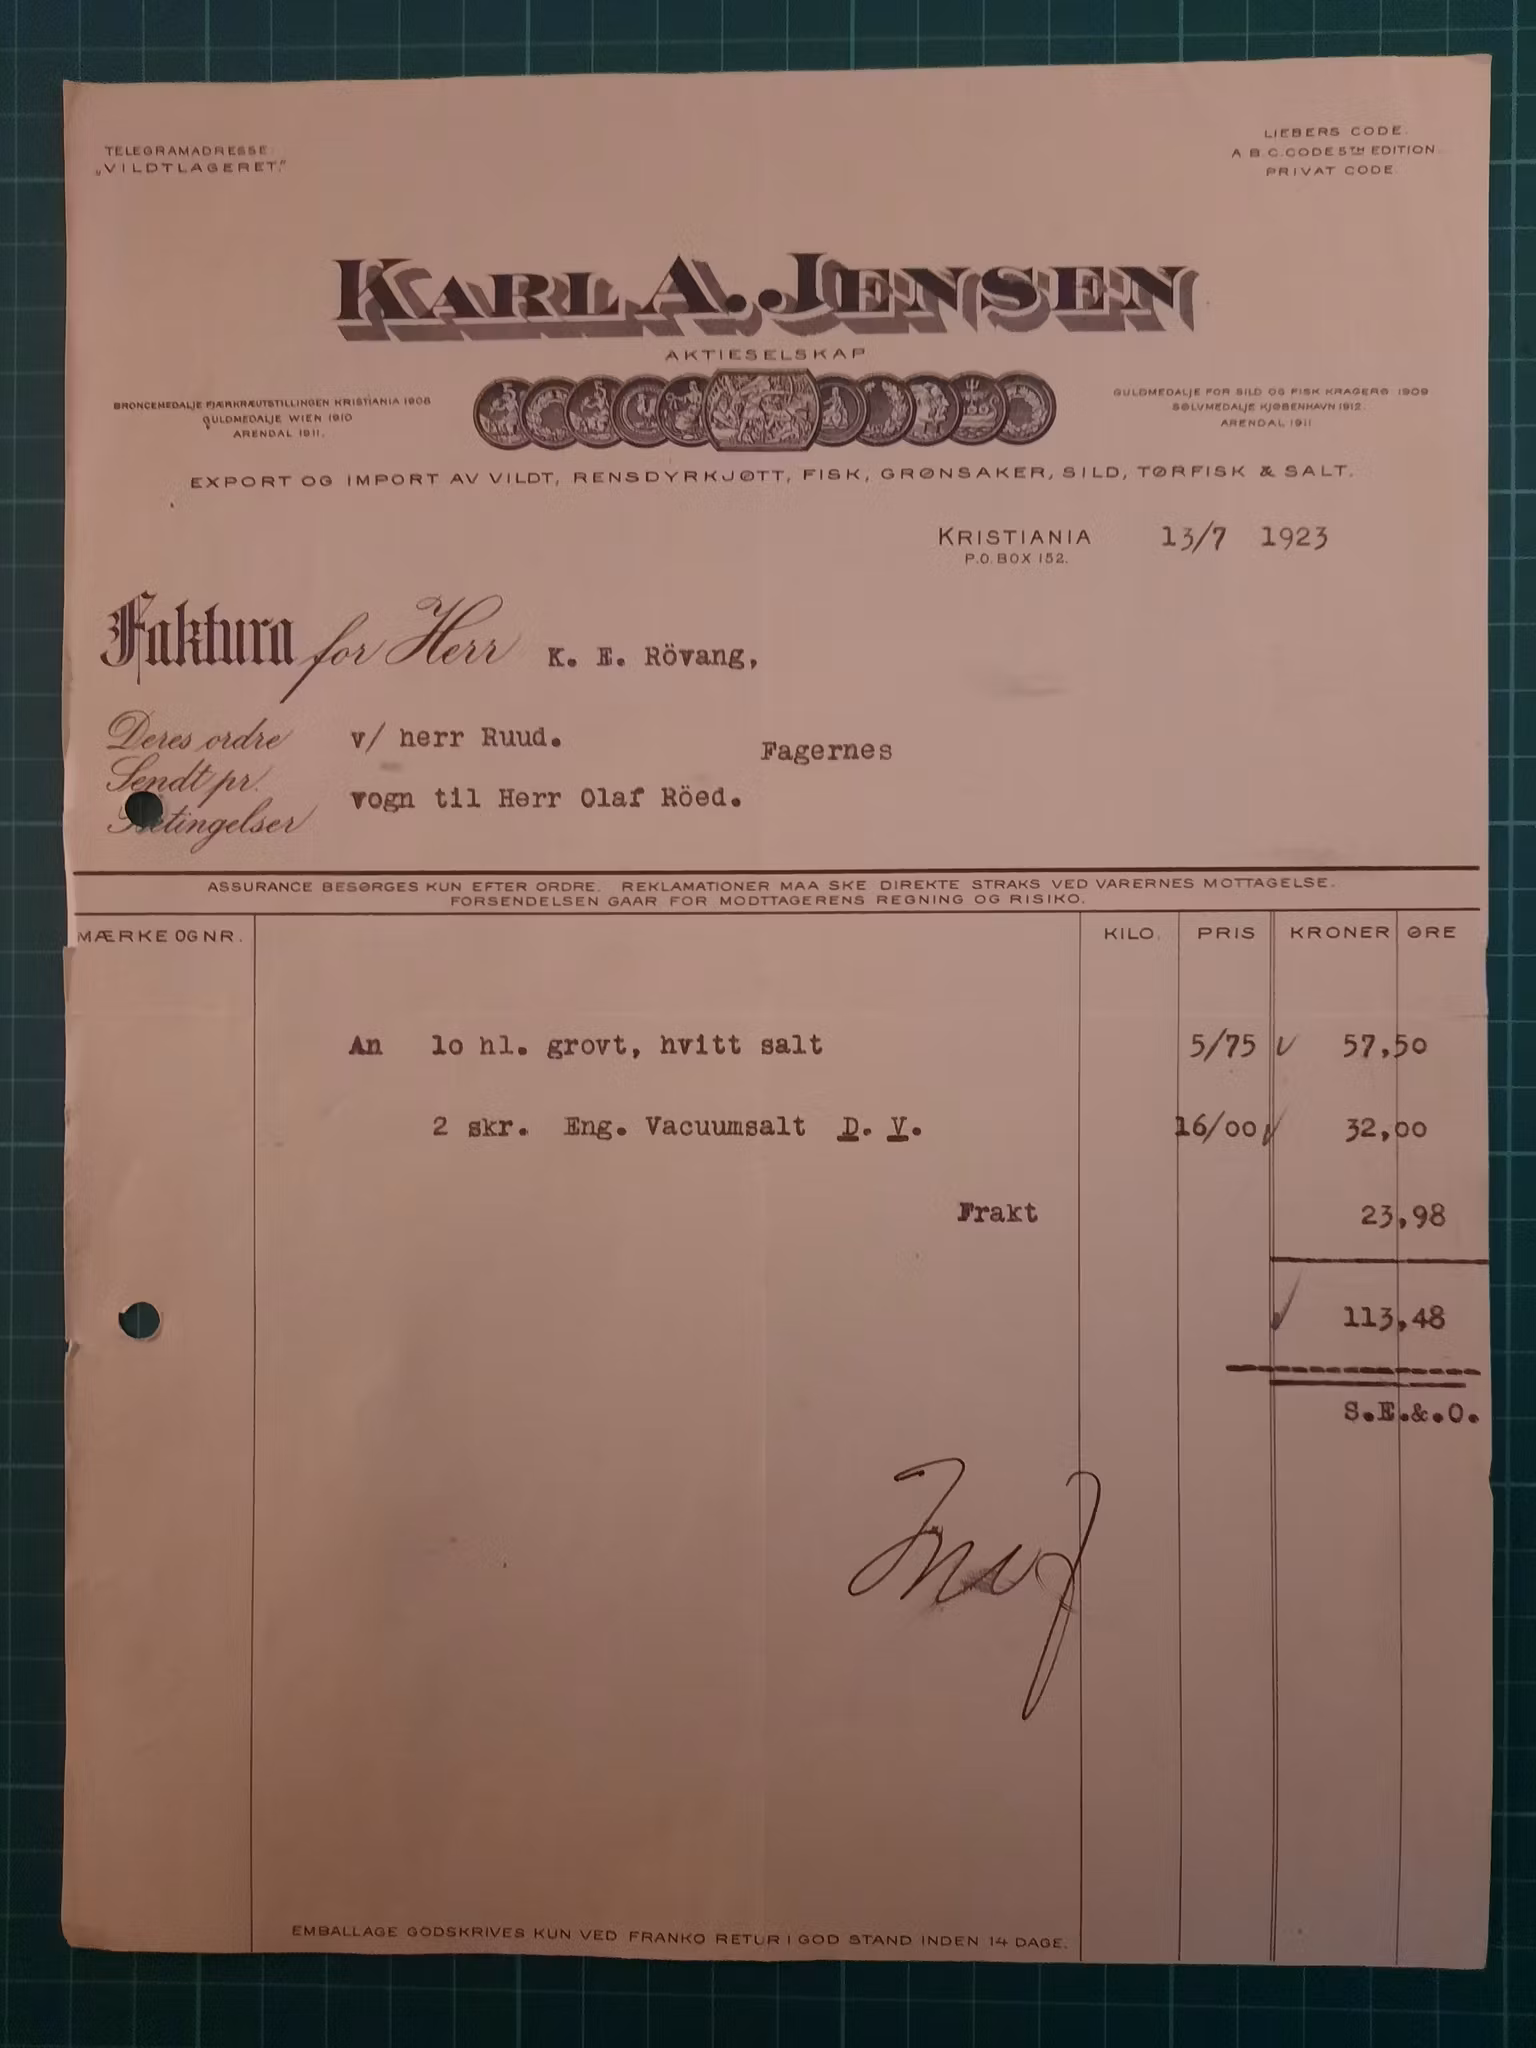 TELEGRAMADRESSE:
„VILDTLAGERET."
LIEBERS CODE.
A.B.C. CODE 5TH EDITION.
PRIVAT CODE.
KARL A. JENSEN
AKTIESELSKAP
BRONCEMEDALJE FJÆRKRÆUTSTILLINGEN KRISTIANIA 1908
GULDMEDALJE WIEN 1910
ARENDAL 1911.
GULDMEDALJE FOR SILD OG FISK KRAGERØ 1909
SØLVMEDALJE KJØBENHAVN 1912.
ARENDAL 1911
EXPORT OG IMPORT AV VILDT, RENSDYRKJØTT, FISK, GRØNSAKER, SILD, TØRFISK & SALT.
KRISTIANIA 13/7 1923
P.O. BOX 152.
Faktura for Herr K. E. Rövang,
Deres ordre v/ herr Ruud.
Fagernes
Sendt pr. vogn til Herr Olaf Röed.
Betingelser
ASSURANCE BESØRGES KUN EFTER ORDRE. REKLAMATIONER MAA SKE DIREKTE STRAKS VED VARERNES MOTTAGELSE.
FORSENDELSEN GAAR FOR MODTTAGERENS REGNING OG RISIKO.
MÆRKE OG NR. KILO. PRIS KRONER ØRE
An 1o hl. grovt, hvitt salt 5/75 57,50
2 skr. Eng. Vacuumsalt D. V. 16/00 32,00
Frakt 23,98
113,48
S.E.&.O.
EMBALLAGE GODSKRIVES KUN VED FRANKO RETUR I GOD STAND INDEN 14 DAGE.